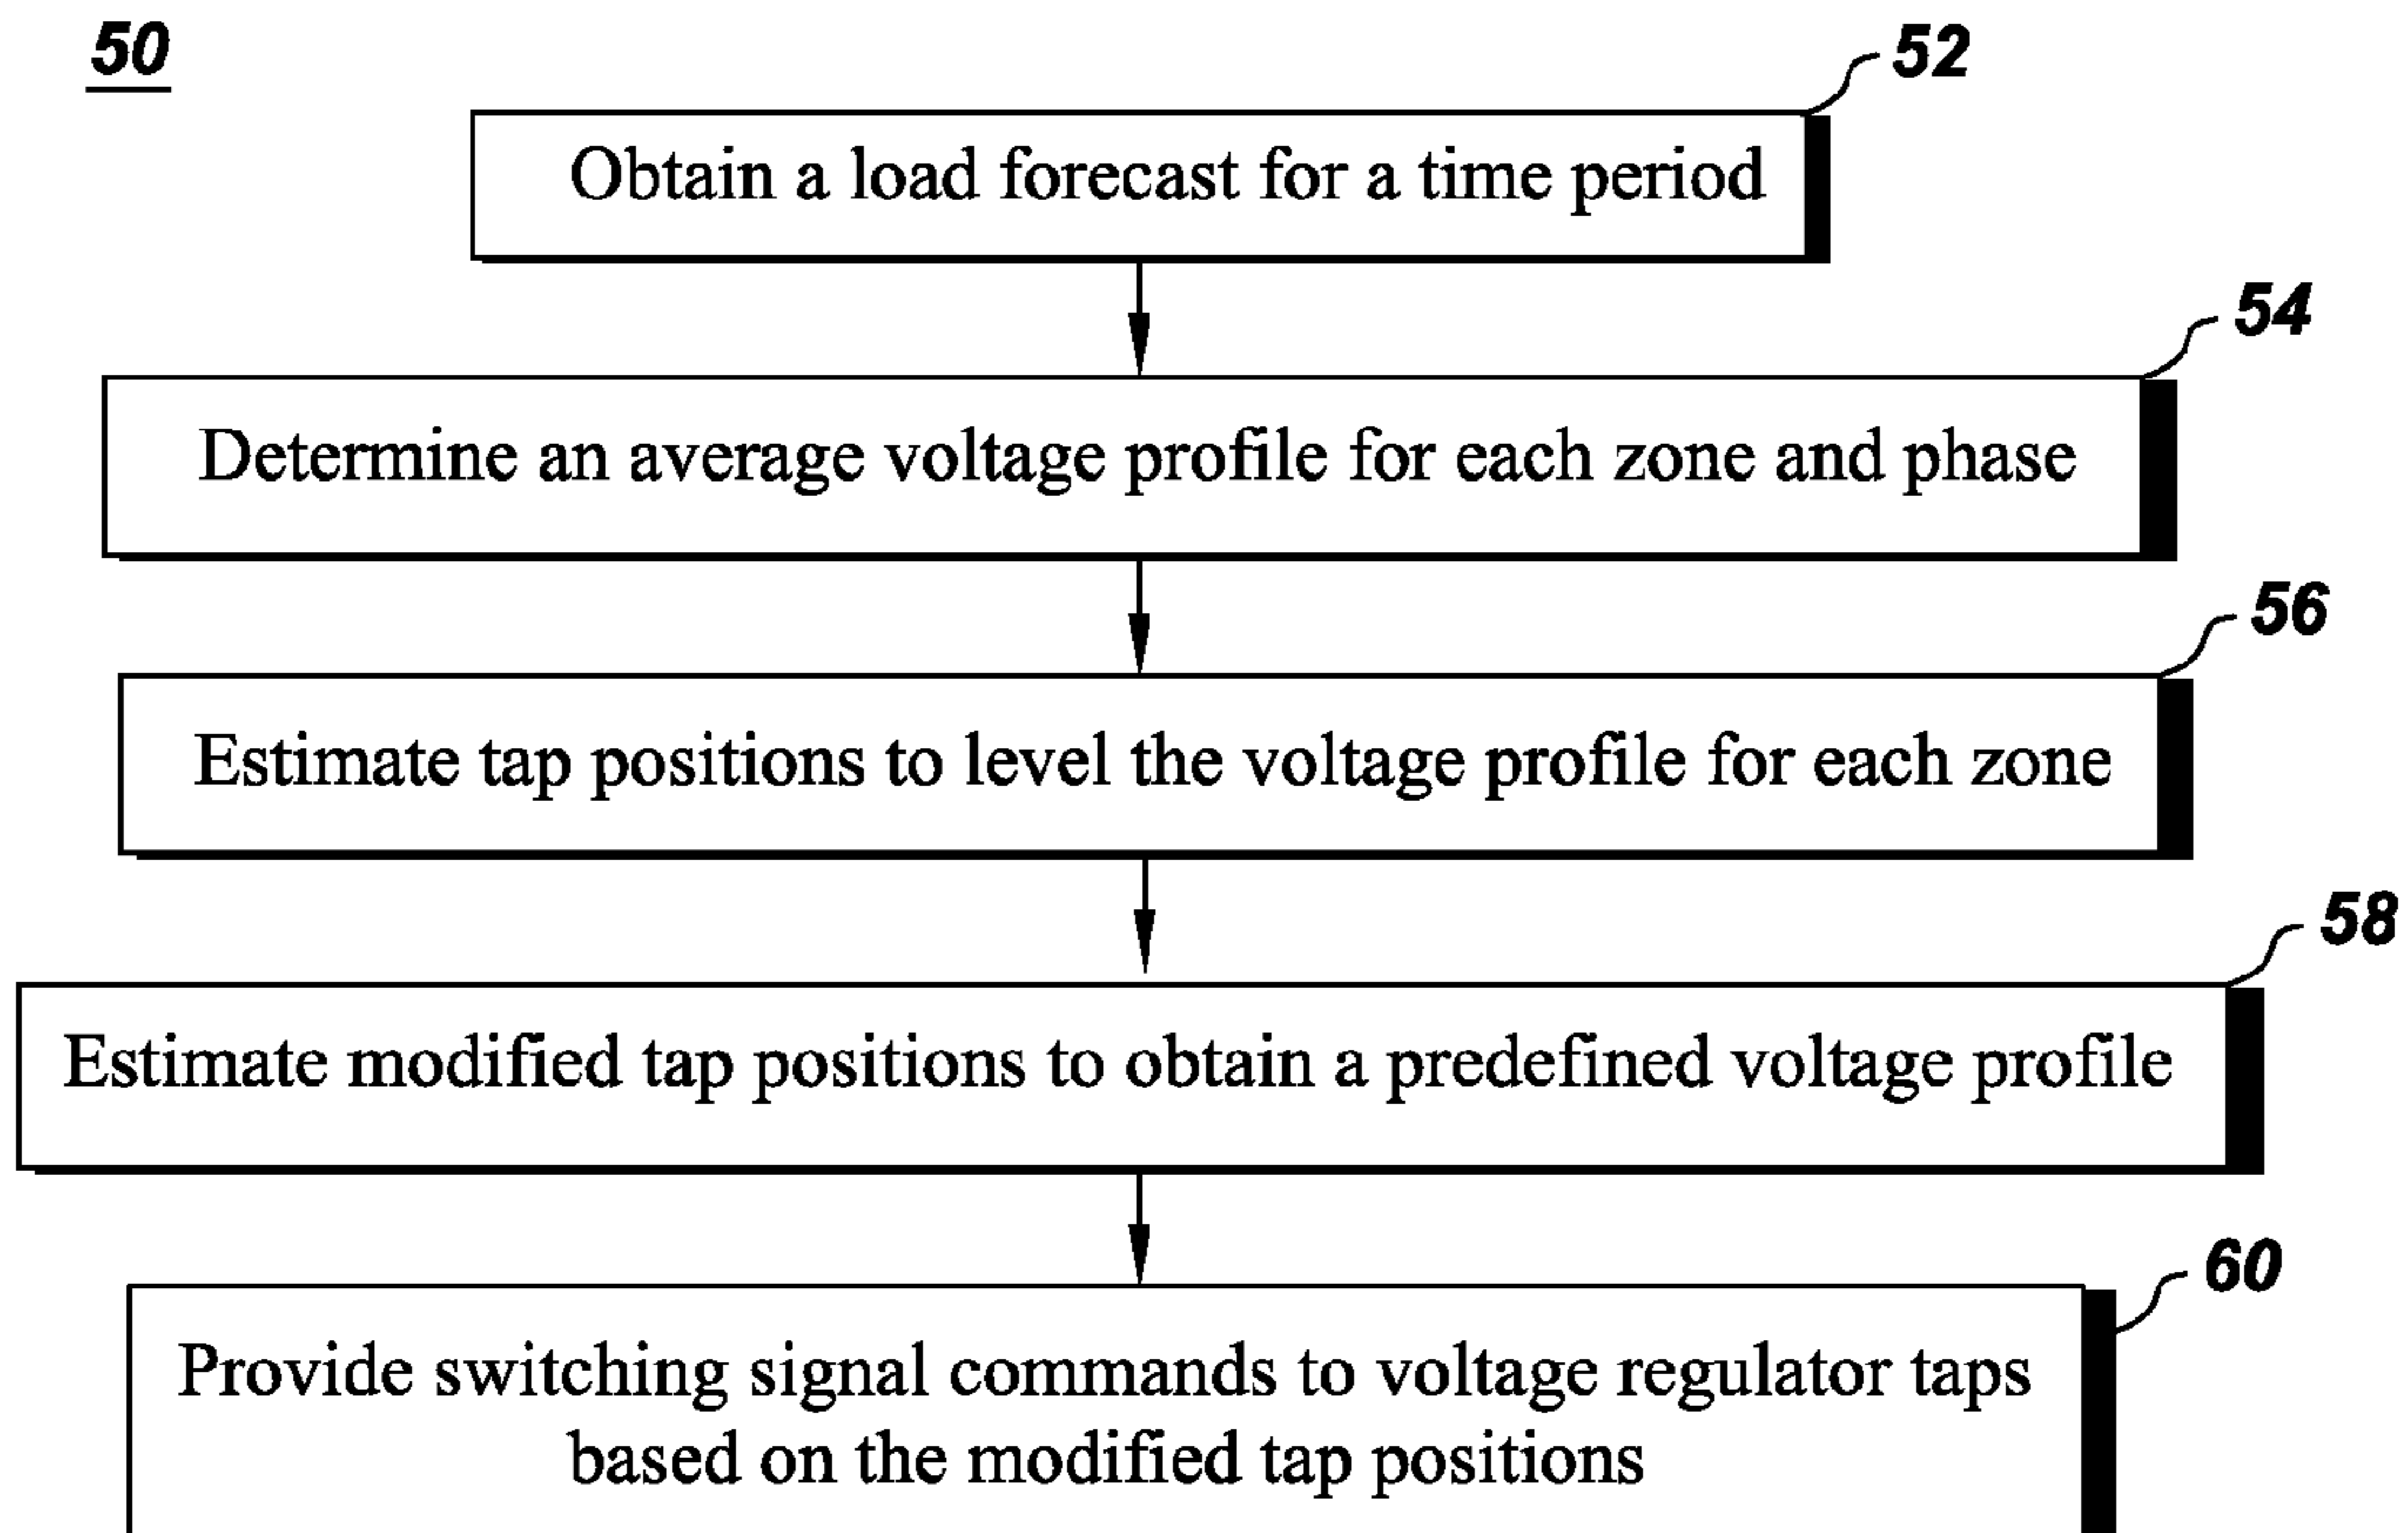 50
52
Obtain a load forecast for a time period
54
Determine an average voltage profile for each zone and phase
56
Estimate tap positions to level the voltage profile for each zone
58
Estimate modified tap positions to obtain a predefined voltage profile
60
Provide switching signal commands to voltage regulator taps
based on the modified tap positions